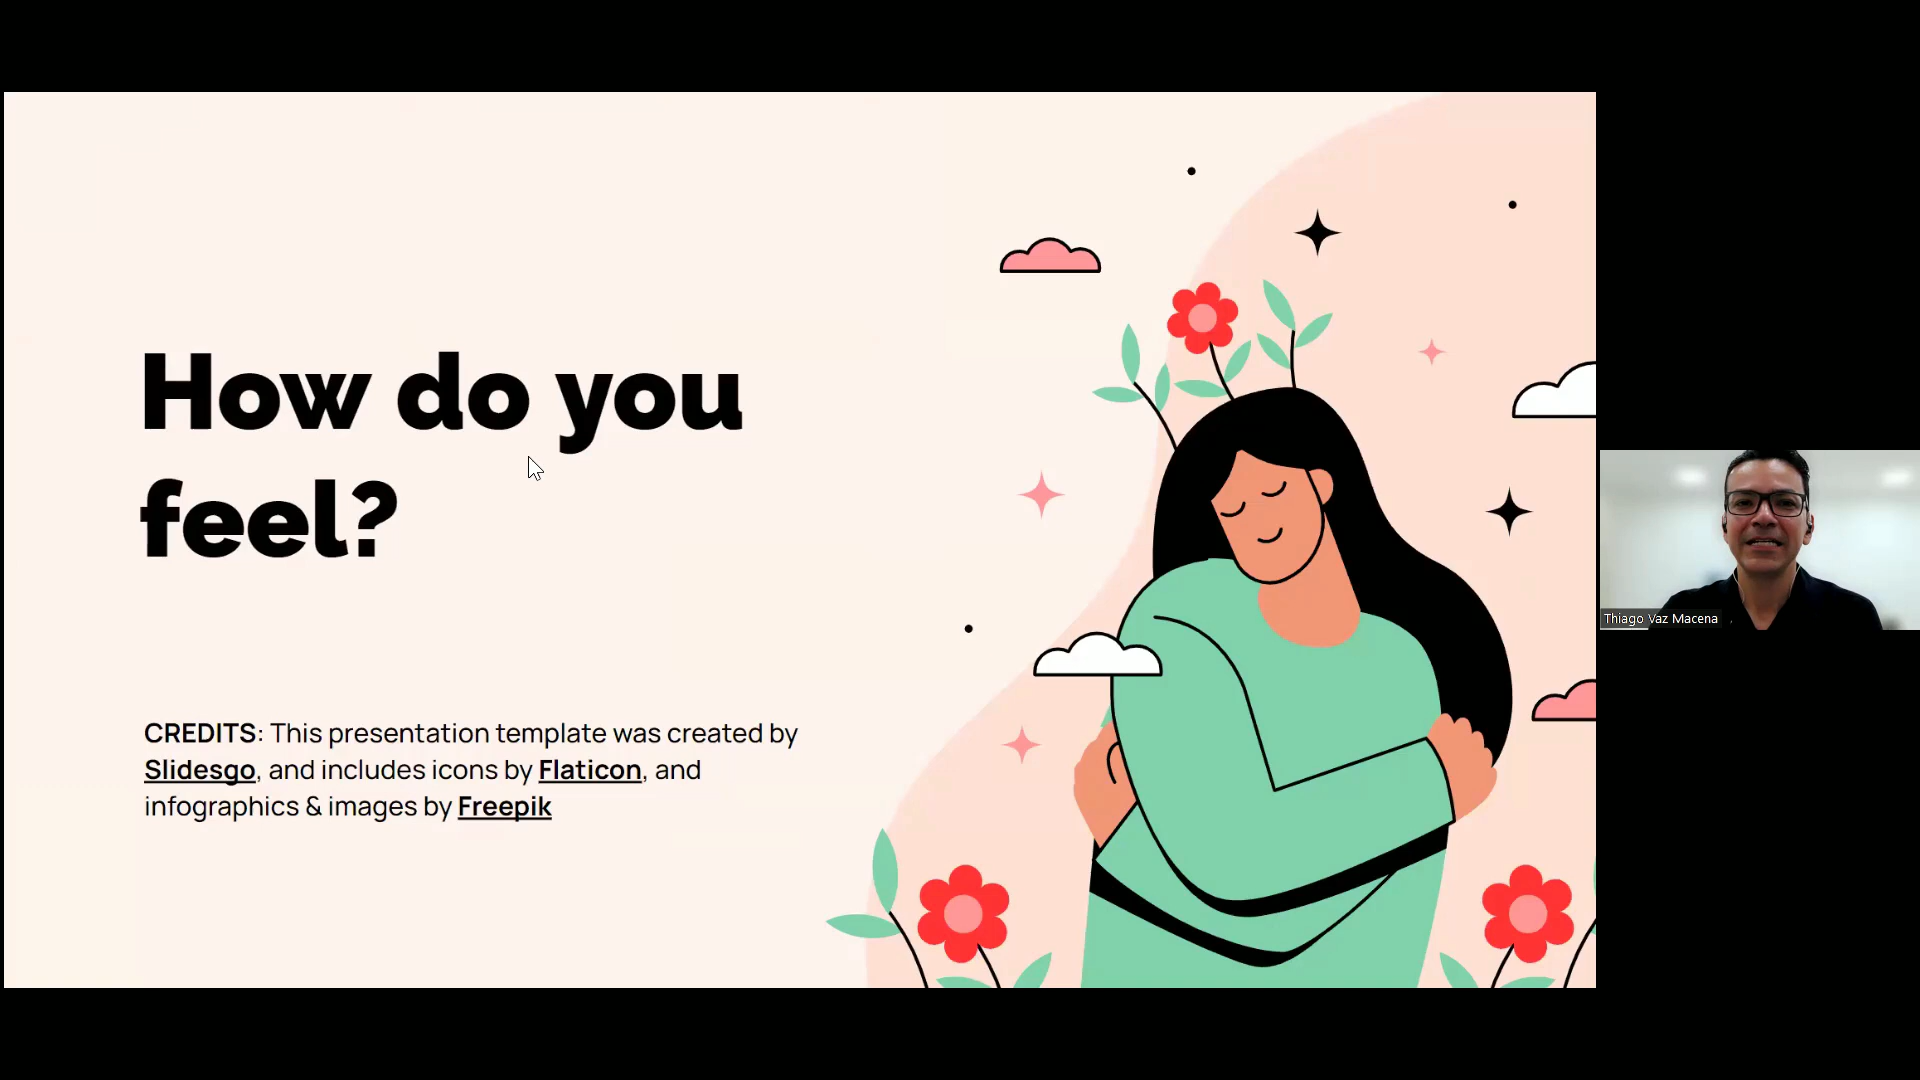 How do you
feel?
CREDITS: This presentation template was created by
Slidesgo, and includes icons by Flaticon, and
infographics & images by Freepik
Thiago Vaz Macena